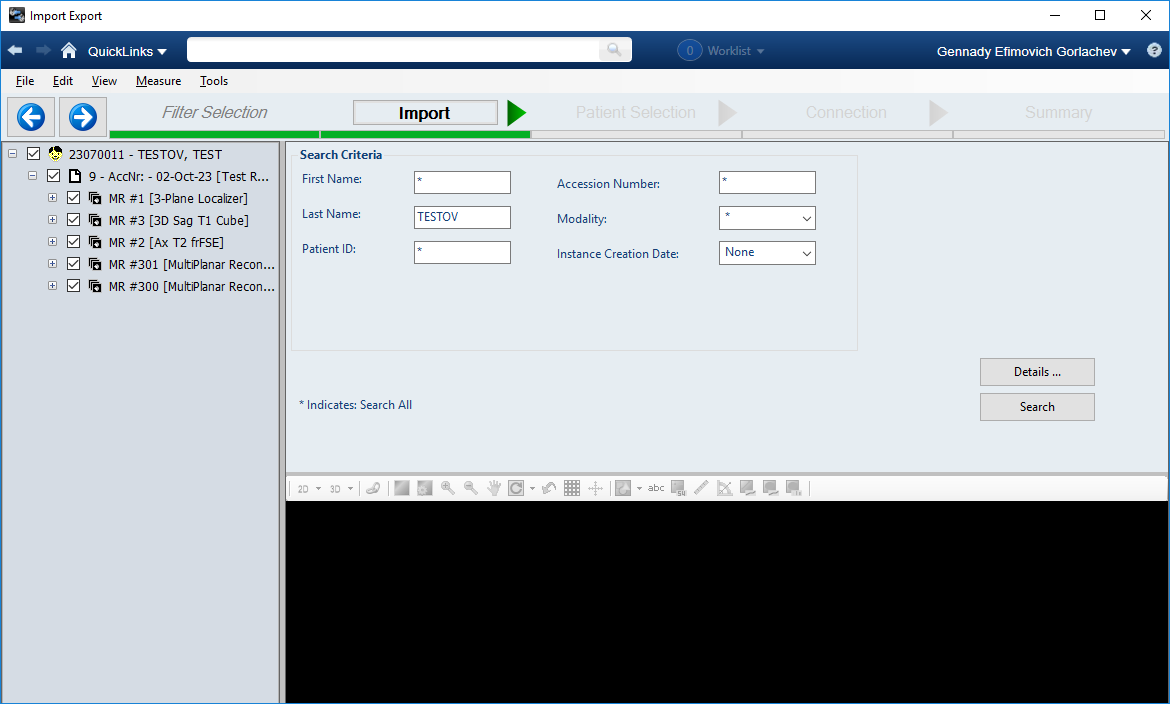 Import Export
QuickLinks
0 Worklist
Gennady Efimovich Gorlachev
?
File Edit View Measure Tools
Filter Selection
Import
Patient Selection
Connection
Summary
23070011 - TESTOV, TEST
9 - AccNr: - 02-Oct-23 [Test R...
MR #1 [3-Plane Localizer]
MR #3 [3D Sag T1 Cube]
MR #2 [Ax T2 frFSE]
MR #301 [MultiPlanar Recon...
MR #300 [MultiPlanar Recon...
Search Criteria
First Name: *
Accession Number: *
Last Name: TESTOV
Modality: *
Patient ID: *
Instance Creation Date: None
Details ...
* Indicates: Search All
Search
2D 3D abc